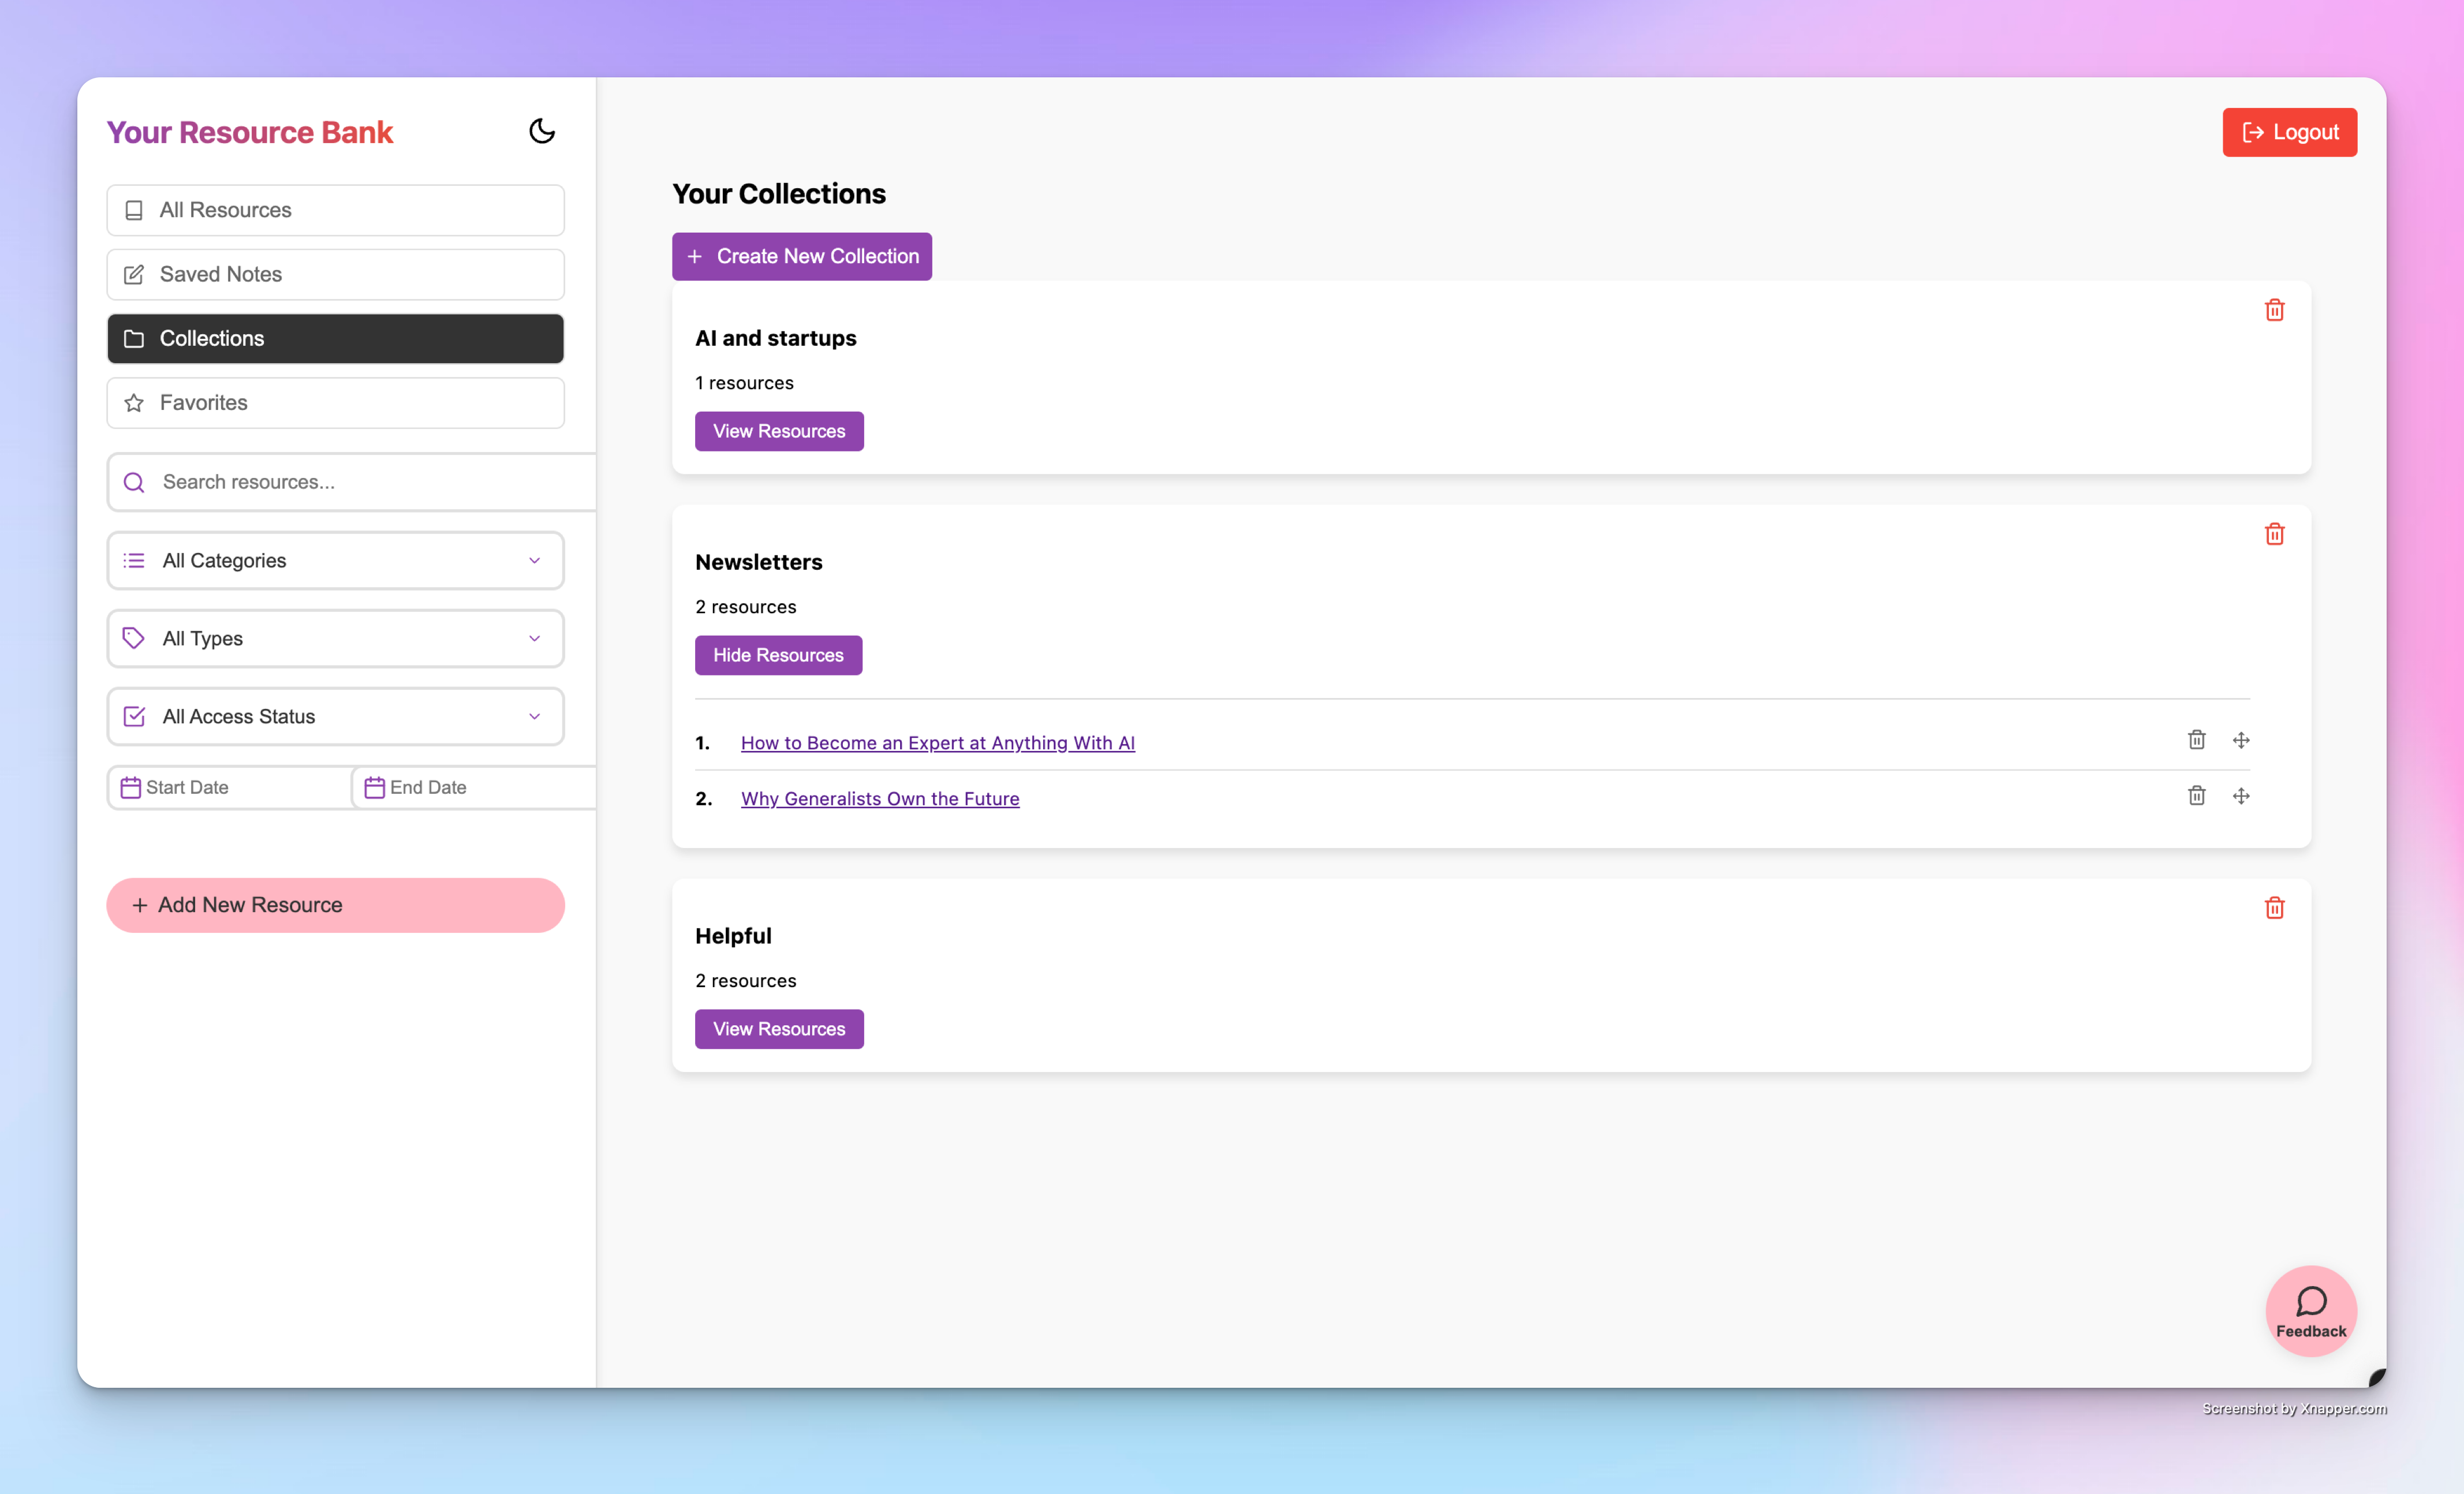 Your Resource Bank
All Resources
Saved Notes
Collections
Favorites
Search resources...
All Categories
All Types
All Access Status
Start Date
End Date
+ Add New Resource
Logout
Your Collections
+ Create New Collection
AI and startups
1 resources
View Resources
Newsletters
2 resources
Hide Resources
1. How to Become an Expert at Anything With AI
2. Why Generalists Own the Future
Helpful
2 resources
View Resources
Feedback
Screenshot by Xnapper.com